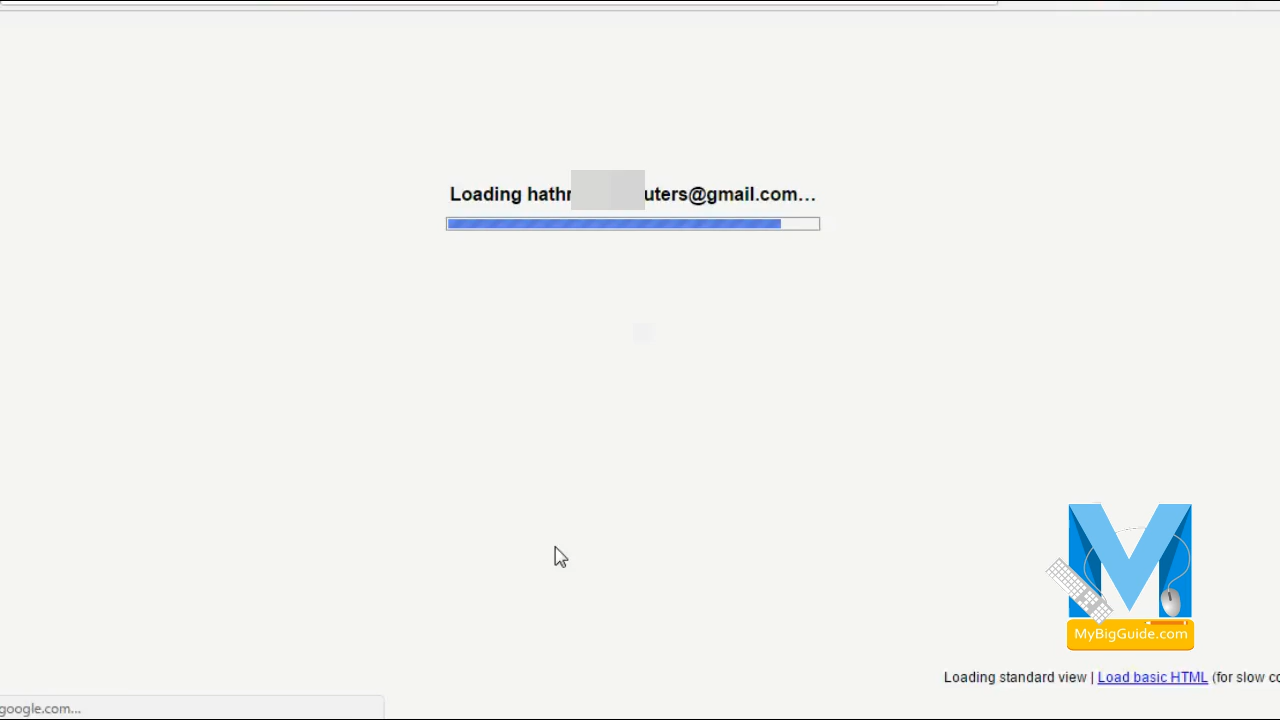 Loading hathr uters@gmail.com...
MyBigGuide.com
Loading standard view | Load basic HTML (for slow co
google.com...